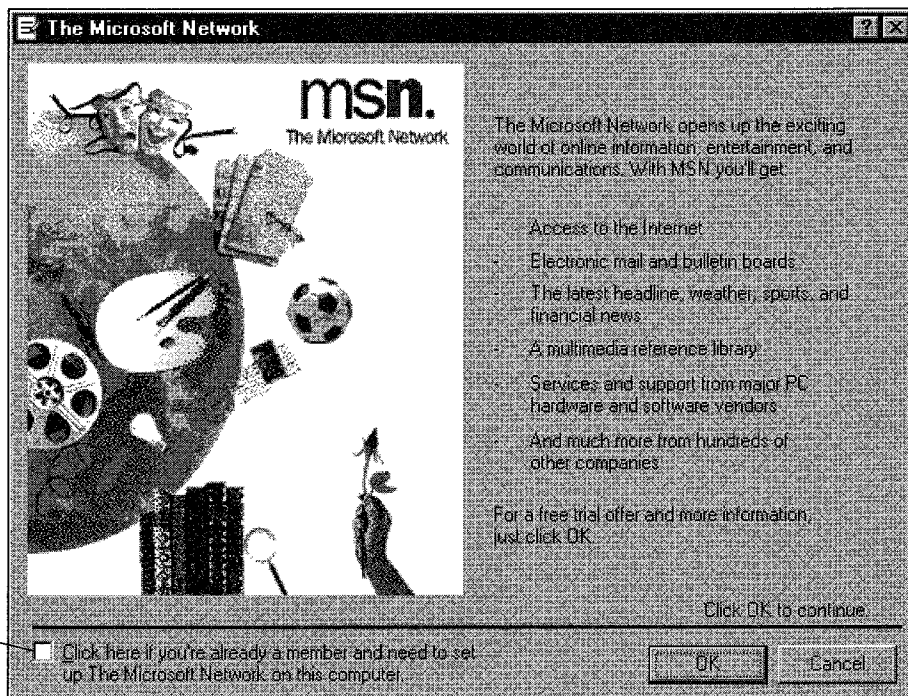 The Microsoft Network
msn.
The Microsoft Network
The Microsoft Network opens up the exciting
world of online information, entertainment, and
communications. With MSN you'll get:
- Access to the Internet
- Electronic mail and bulletin boards
- The latest headline, weather, sports, and
financial news
- A multimedia reference library
- Services and support from major PC
hardware and software vendors
- And much more from hundreds of
other companies
For a free trial offer and more information,
just click OK.
Click OK to continue.
Click here if you're already a member and need to set
up The Microsoft Network on this computer.
OK
Cancel